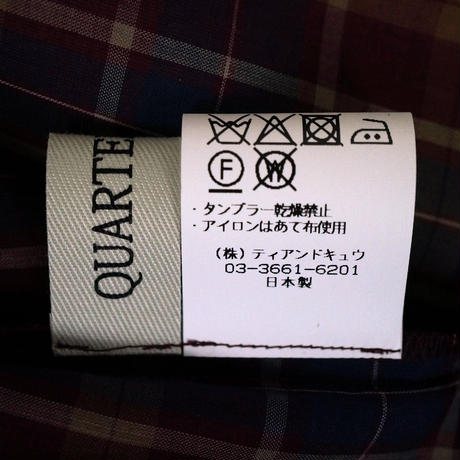 QUARTE
F
W
・タンブラー乾燥禁止
・アイロンはあて布使用
(株) ティアンドキュウ
03-3661-6201
日本製